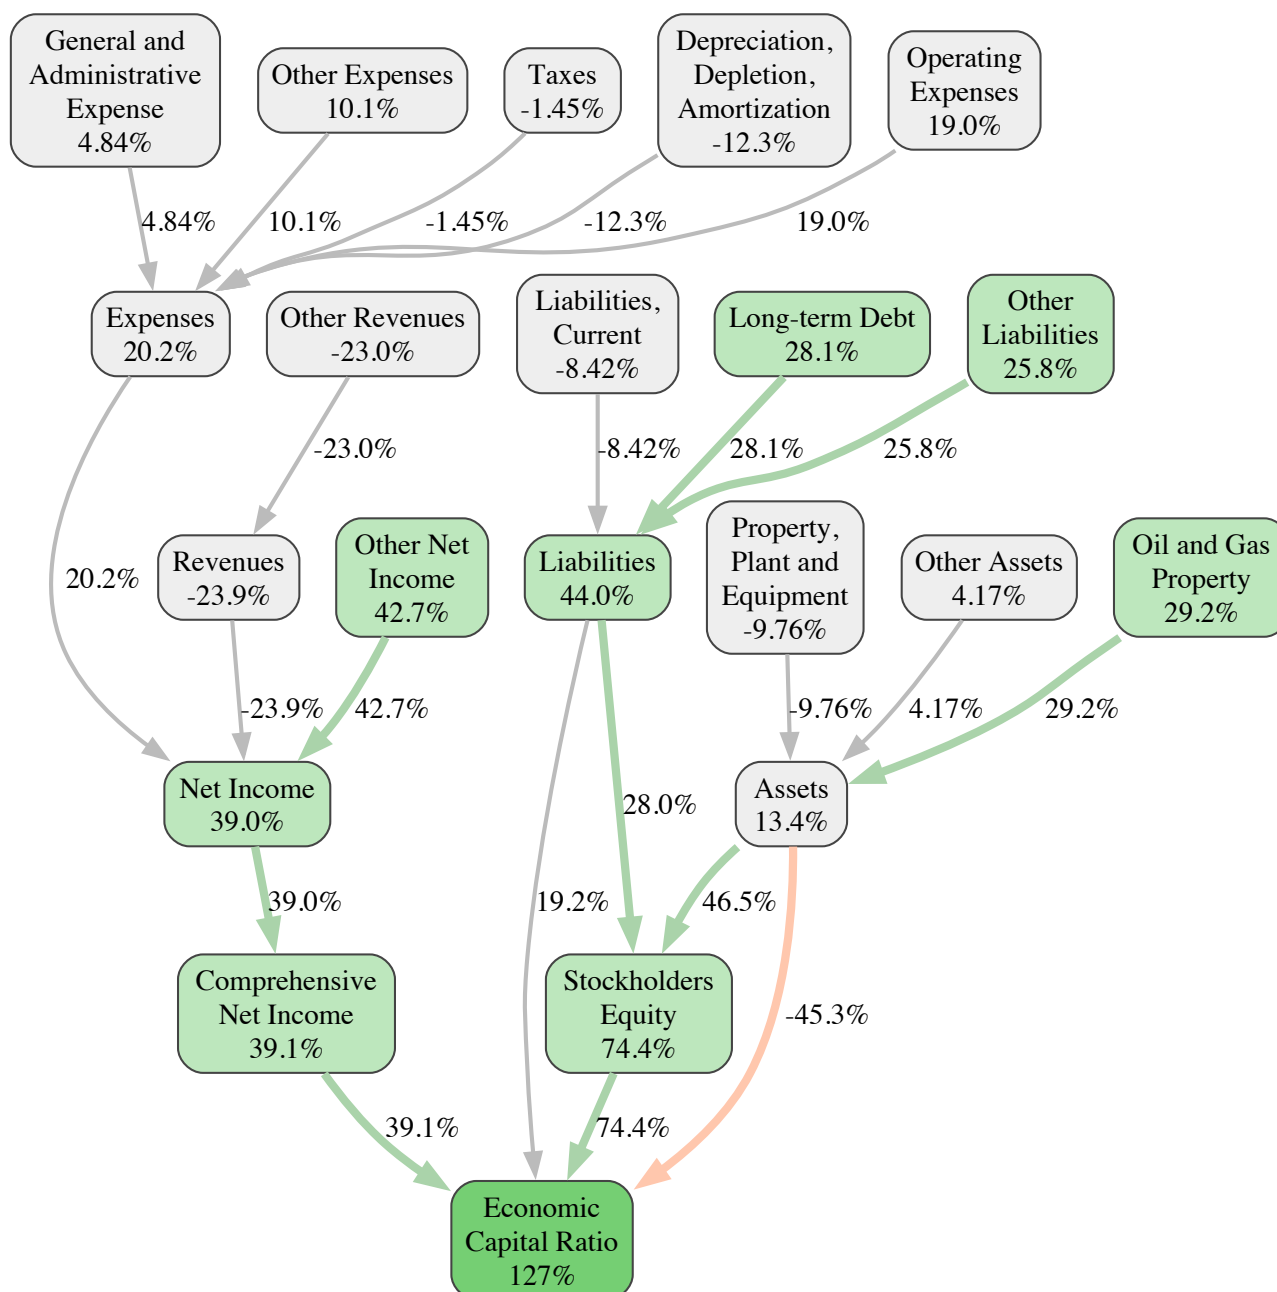 General and
Administrative
Expense
4.84%
Other Expenses
10.1%
Taxes
-1.45%
Depreciation,
Depletion,
Amortization
-12.3%
Operating
Expenses
19.0%
4.84%
10.1%
-1.45%
-12.3%
19.0%
Expenses
20.2%
Other Revenues
-23.0%
Liabilities,
Current
-8.42%
Long-term Debt
28.1%
Other
Liabilities
25.8%
-23.0%
-8.42%
28.1%
25.8%
20.2%
Revenues
-23.9%
Other Net
Income
42.7%
Liabilities
44.0%
Property,
Plant and
Equipment
-9.76%
Other Assets
4.17%
Oil and Gas
Property
29.2%
-23.9%
42.7%
-9.76%
4.17%
29.2%
Net Income
39.0%
28.0%
Assets
13.4%
39.0%
19.2%
46.5%
Comprehensive
Net Income
39.1%
Stockholders
Equity
74.4%
-45.3%
39.1%
74.4%
Economic
Capital Ratio
127%